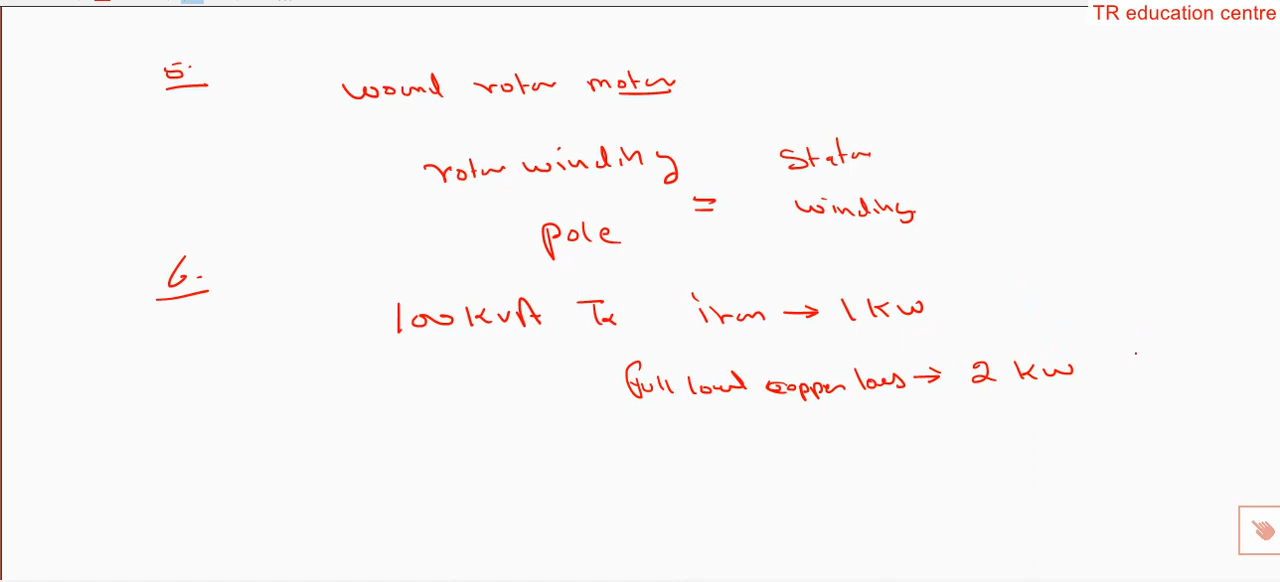 TR education centre
5.
wound rotor motor
rotor winding = stator
pole winding
6.
100 KVA Tx iron → 1 KW
Full load copper loss → 2 KW